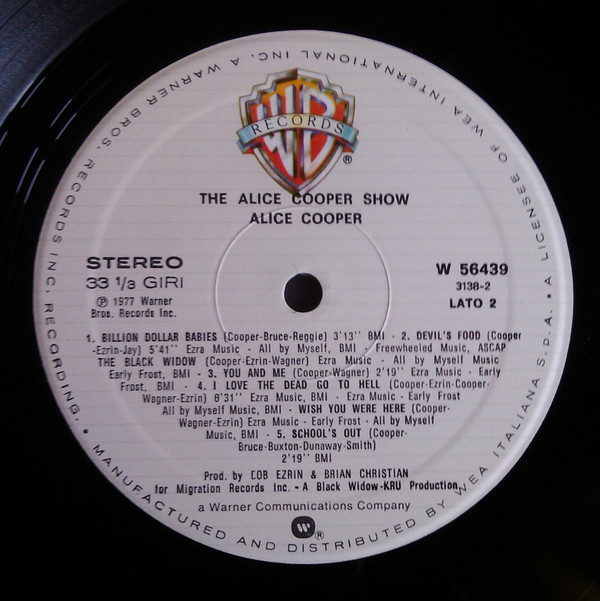 A WARNER BROS. RECORDS INC. RECORDING. • MANUFACTURED AND DISTRIBUTED BY WEA ITALIANA S.P.A. • A LICENSEE OF WEA INTERNATIONAL INC.
WB
RECORDS
®
THE ALICE COOPER SHOW
ALICE COOPER
STEREO
33 1/3 GIRI
℗ 1977 Warner
Bros. Records Inc.
W 56439
3138-2
LATO 2
1. BILLION DOLLAR BABIES (Cooper-Bruce-Reggie) 3'13'' BMI - 2. DEVIL'S FOOD (Cooper
-Ezrin-Jay) 5'41'' Ezra Music - All by Myself, BMI - Freewheeled Music, ASCAP
THE BLACK WIDOW (Cooper-Ezrin-Wagner) Ezra Music - All by Myself Music
Early Frost, BMI - 3. YOU AND ME (Cooper-Wagner) 2'19'' Ezra Music - Early
Frost, BMI - 4. I LOVE THE DEAD GO TO HELL (Cooper-Ezrin-Cooper-
Wagner-Ezrin) 6'31'' Ezra Music, BMI - Ezra Music - Early Frost
All by Myself Music, BMI - WISH YOU WERE HERE (Cooper-
Wagner-Ezrin) Ezra Music - Early Frost - All by Myself
Music, BMI - 5. SCHOOL'S OUT (Cooper-
Bruce-Buxton-Dunaway-Smith)
2'19'' BMI
Prod. by BOB EZRIN & BRIAN CHRISTIAN
for Migration Records Inc. - A Black Widow-KRU Production,
a Warner Communications Company
®